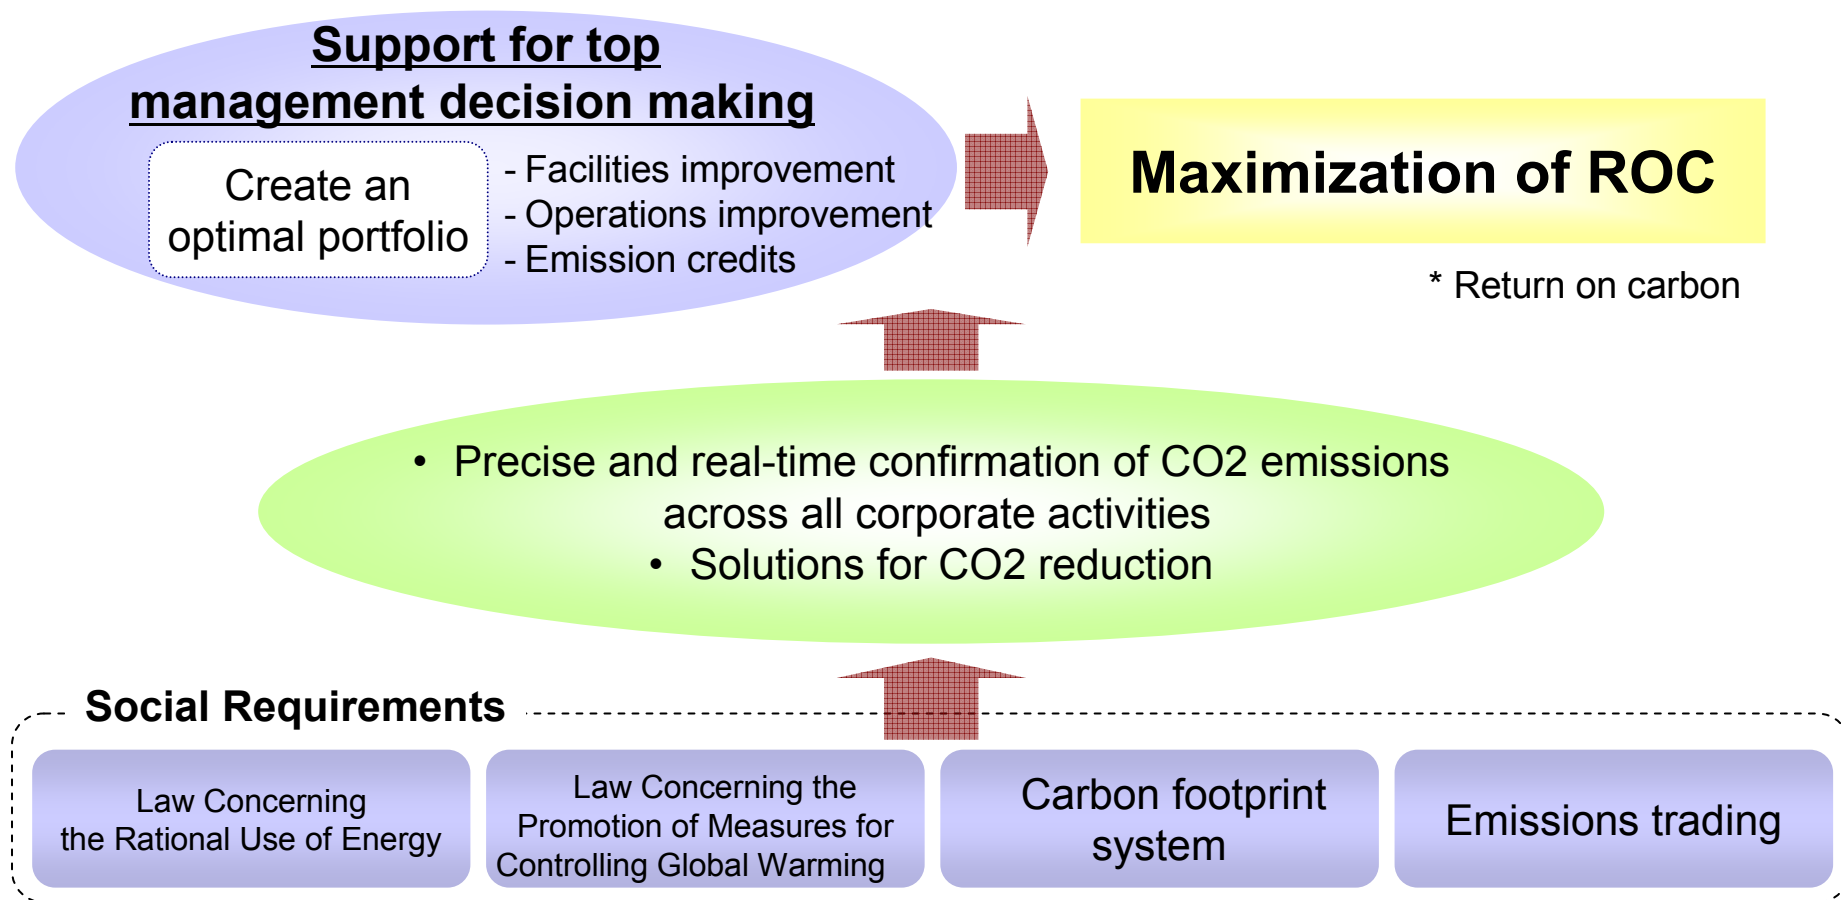 Support for top
management decision making
Create an
optimal portfolio
- Facilities improvement
- Operations improvement
- Emission credits
Maximization of ROC
* Return on carbon
• Precise and real-time confirmation of CO2 emissions
across all corporate activities
• Solutions for CO2 reduction
Social Requirements
Law Concerning
the Rational Use of Energy
Law Concerning the
Promotion of Measures for
Controlling Global Warming
Carbon footprint
system
Emissions trading